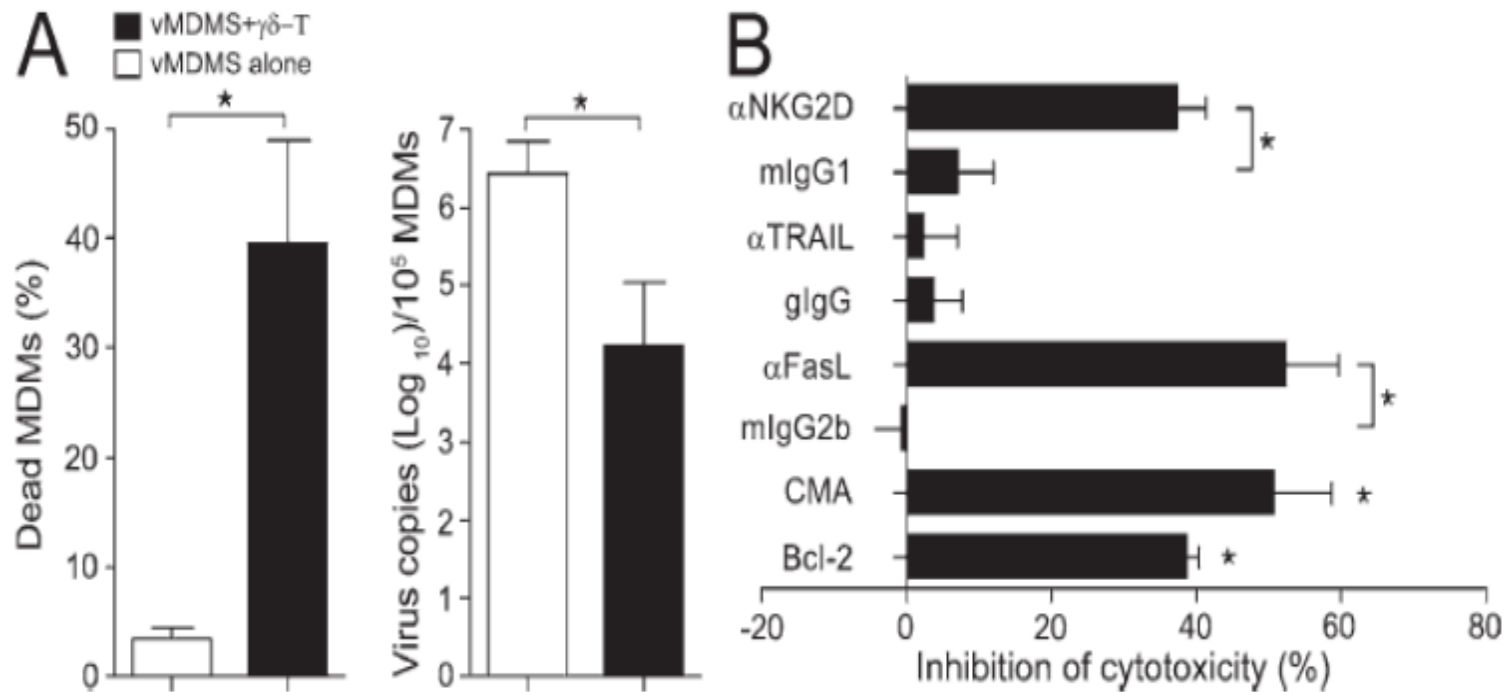 A
vMDMS+γδ-T
vMDMS alone
*
50
40
30
20
10
0
Dead MDMs (%)
*
7
6
5
4
3
2
1
0
Virus copies (Log 10)/10⁵ MDMs
B
αNKG2D
*
mIgG1
αTRAIL
gIgG
αFasL
*
mIgG2b
CMA *
Bcl-2 *
-20 0 20 40 60 80
Inhibition of cytotoxicity (%)